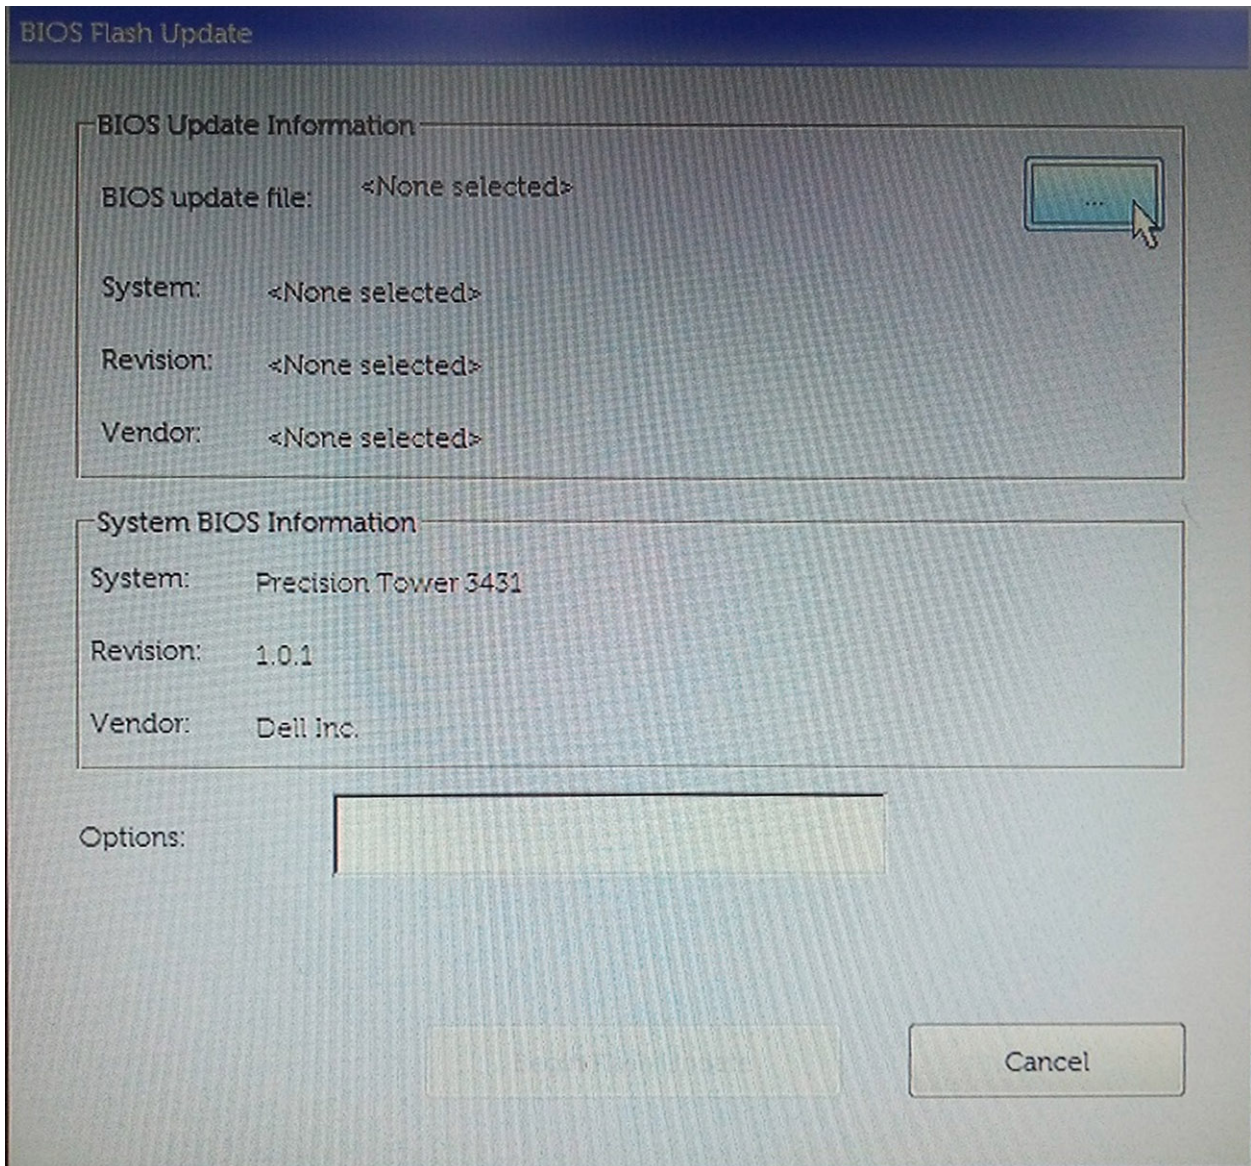 BIOS Flash Update
BIOS Update Information
BIOS update file: <None selected>
...
System: <None selected>
Revision: <None selected>
Vendor: <None selected>
System BIOS Information
System: Precision Tower 3431
Revision: 1.0.1
Vendor: Dell Inc.
Options:
Cancel